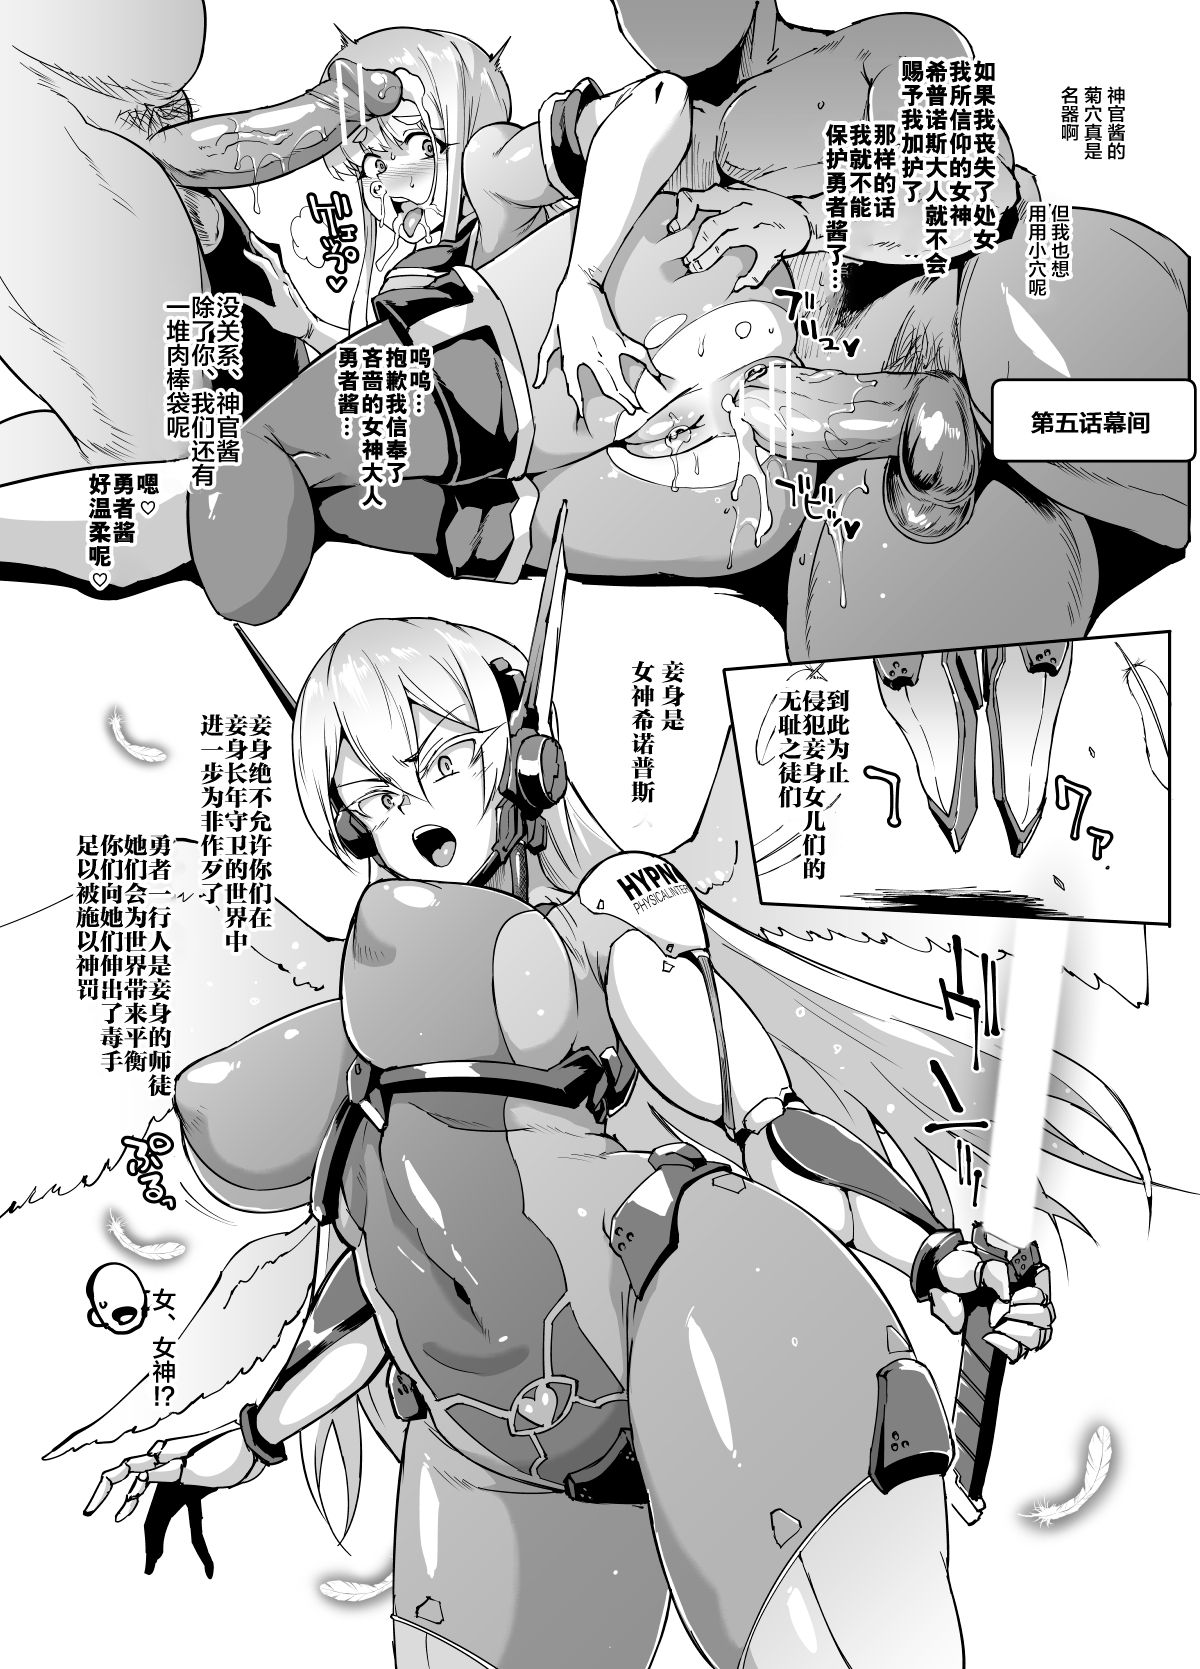 第五话幕间
神官酱的
菊穴真是
名器啊
但我也想
用用小穴呢
如果我丧失了处女
我所信仰的女神
希普诺斯大人就不会
赐予我加护了
那样的话
我就不能
保护勇者酱了…
呜呜…
抱歉我信奉了
吝啬的女神大人
勇者酱…
没关系、神官酱
除了你、我们还有
一堆肉棒袋呢
嗯♡
勇者酱
好温柔呢♡
到此为止
侵犯妾身女儿们的
无耻之徒们
妾身是
女神希诺普斯
妾身绝不允许你们在
妾身长年守卫的世界中
进一步为非作歹了
勇者一行人是妾身的师徒
她们会为世界带来平衡
你们向她们伸出了毒手
足以被施以神罚
HYPN
PHYSICALINTER
ぷるっ
女、女神!?